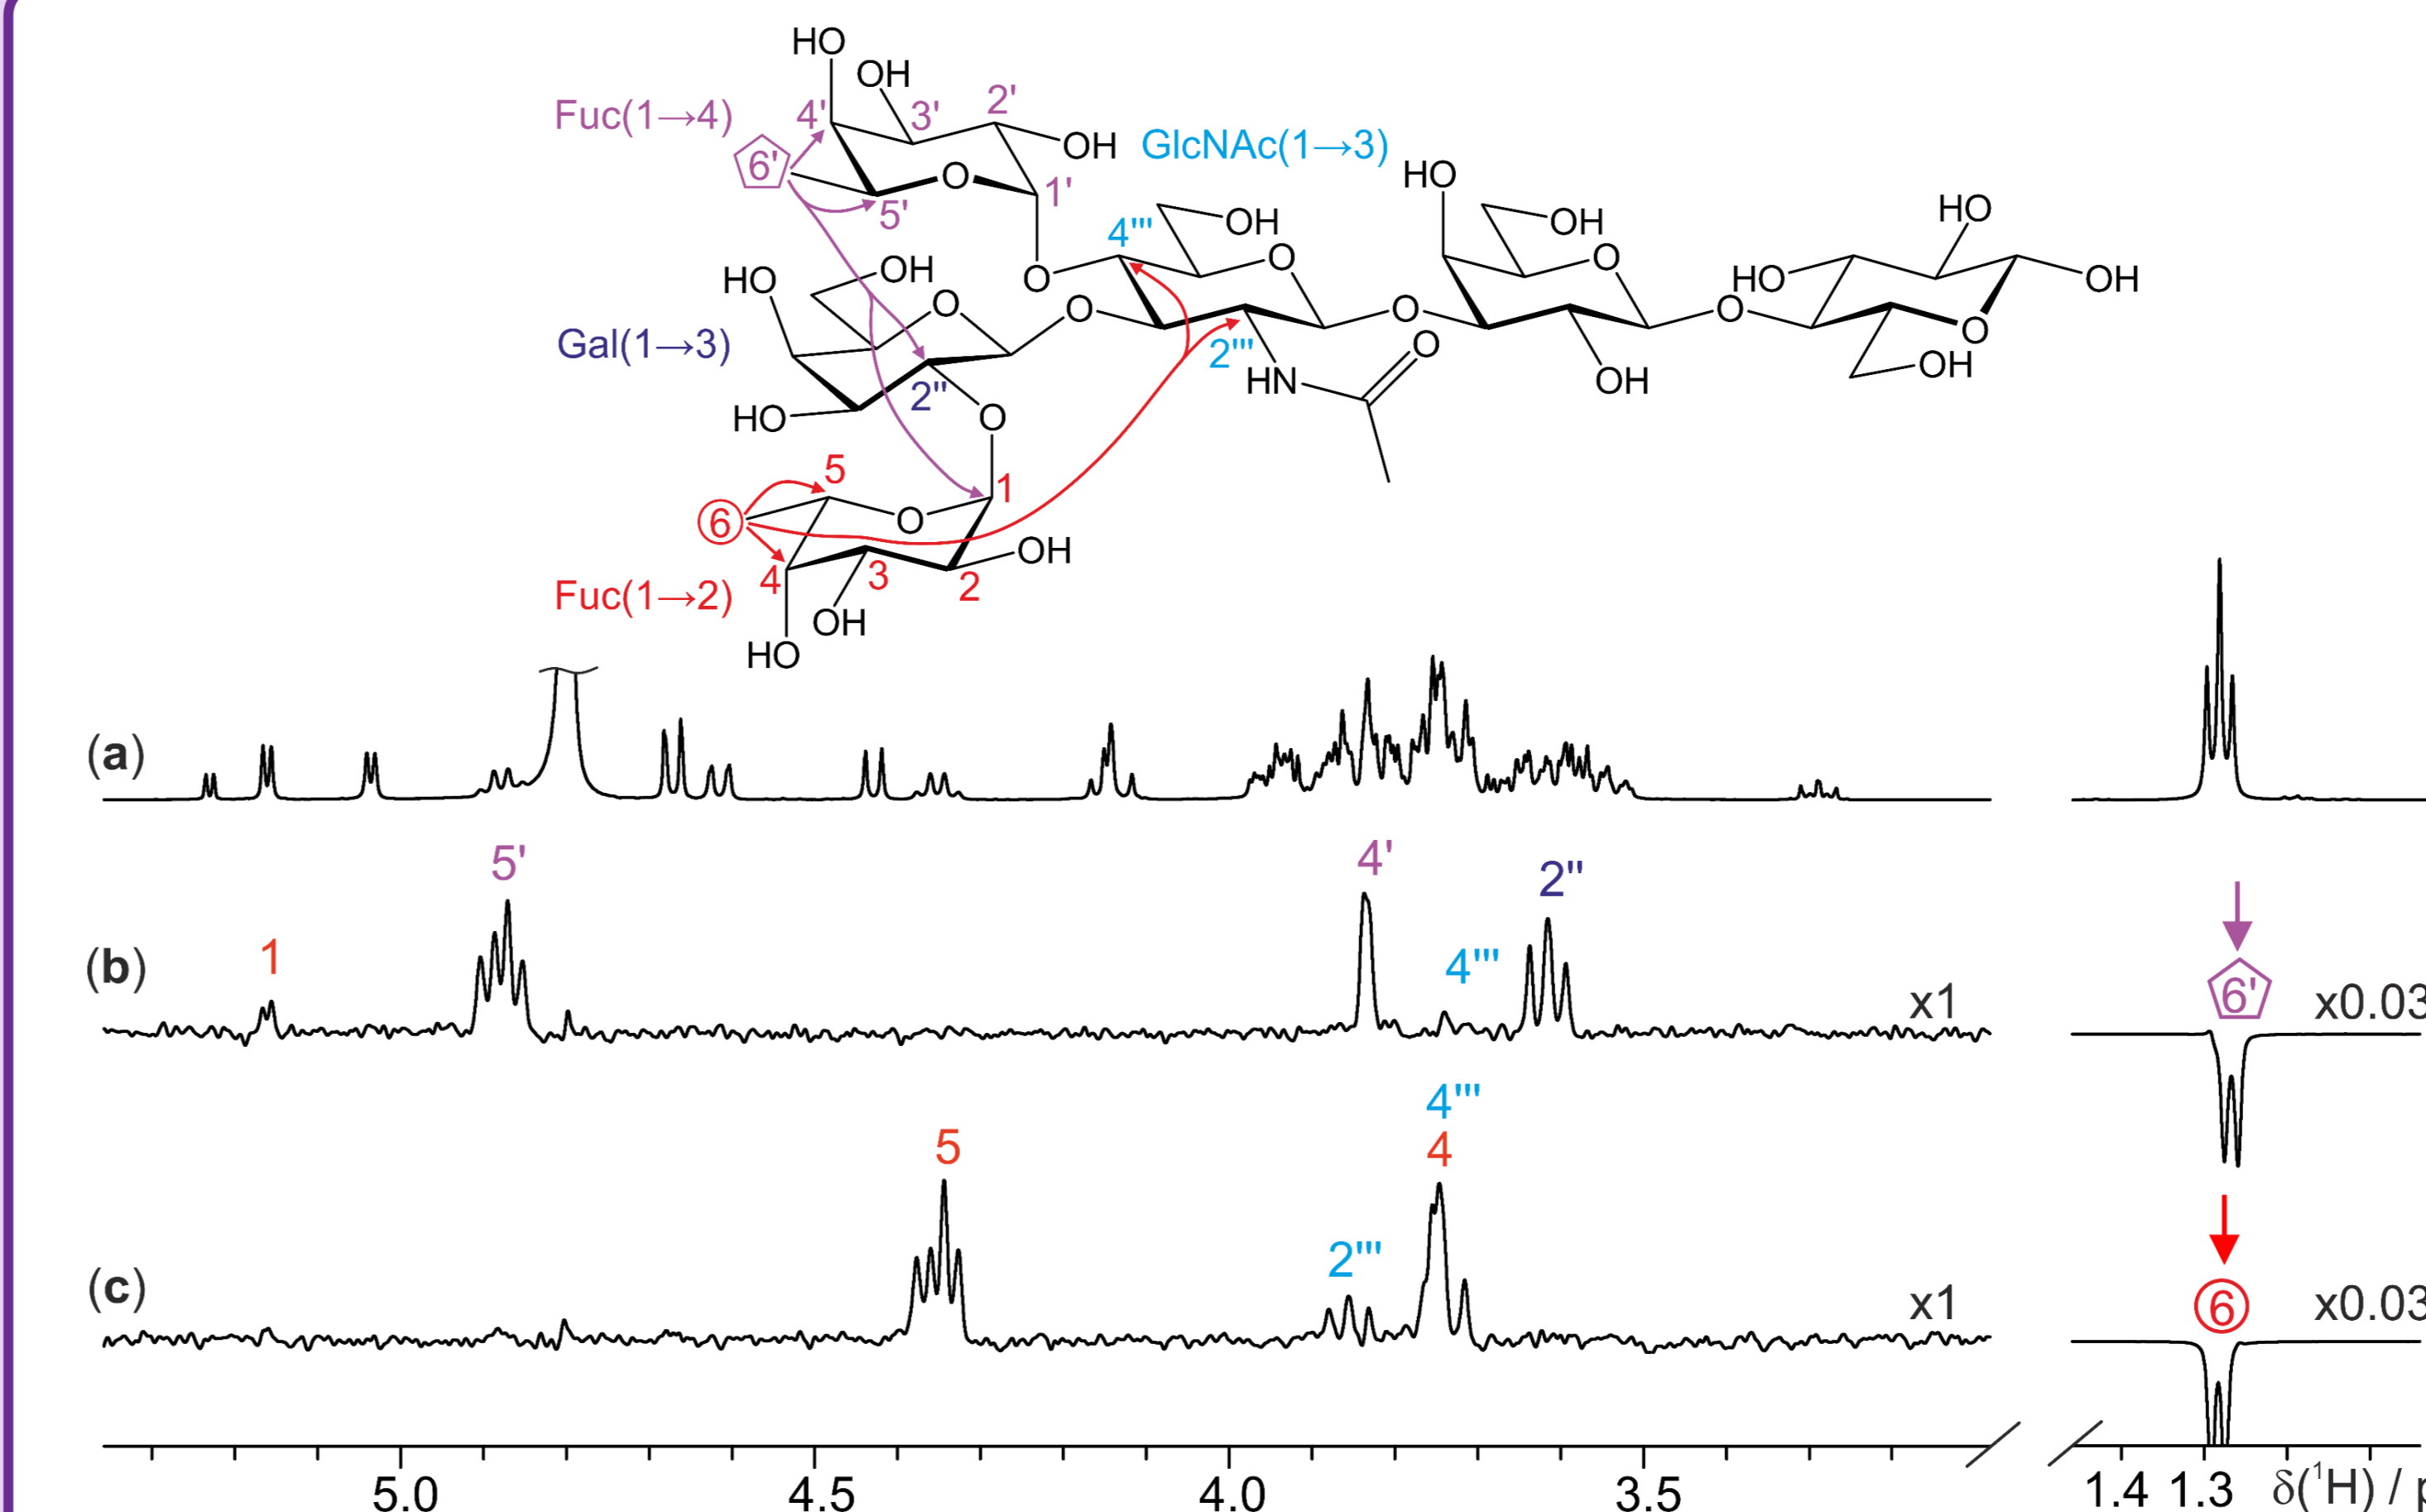 HO
OH
Fuc(1→4)
4'
3'
2'
OH
GlcNAc(1→3)
6'
O
1'
HO
5'
OH
OH
HO
4'''
O
O
HO
OH
O
HO
OH
O
O
O
O
O
Gal(1→3)
2'''
O
OH
2''
HN
OH
HO
O
5
1
6
O
OH
4
3
2
Fuc(1→2)
OH
HO
(a)
5'
4'
2''
1
4'''
(b)
x1
6'
x0.03
4'''
5
4
2'''
(c)
x1
6
x0.03
5.0
4.5
4.0
3.5
1.4
1.3
δ(¹H) / p